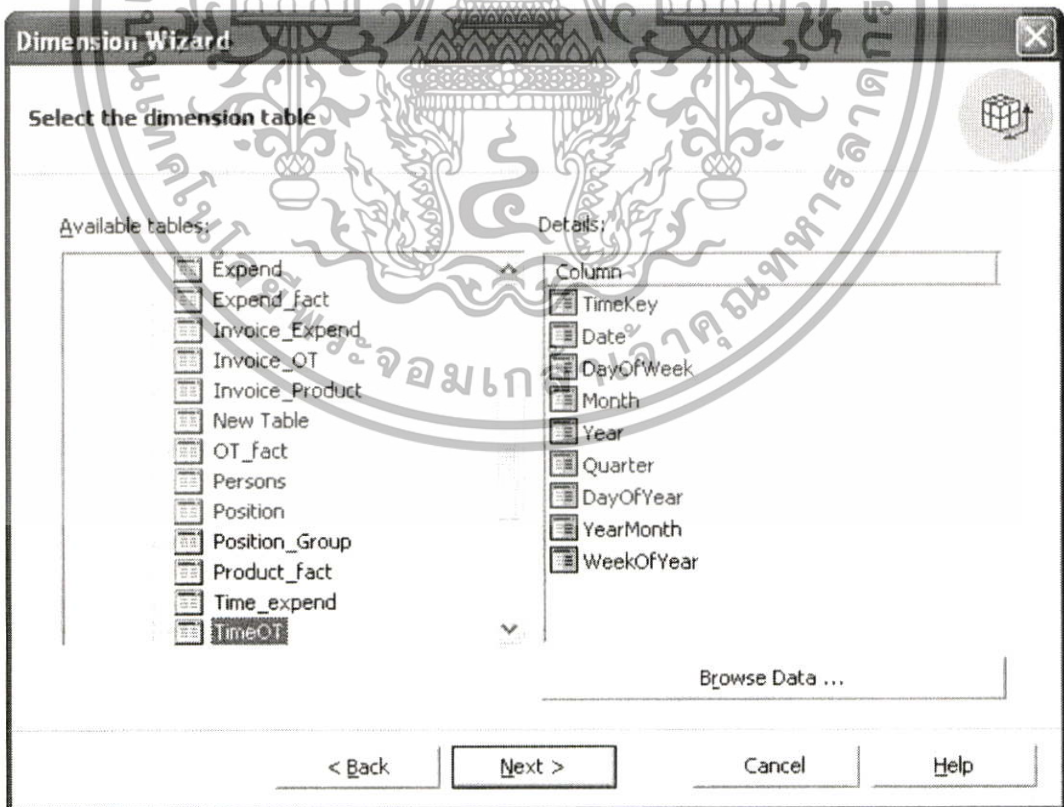 Dimension Wizard
Select the dimension table
Available tables:
Expend
Expend_fact
Invoice_Expend
Invoice_OT
Invoice_Product
New Table
OT_fact
Persons
Position
Position_Group
Product_fact
Time_expend
TimeOT
Details:
Column
TimeKey
Date
DayOfWeek
Month
Year
Quarter
DayOfYear
YearMonth
WeekOfYear
Browse Data ...
< Back
Next >
Cancel
Help